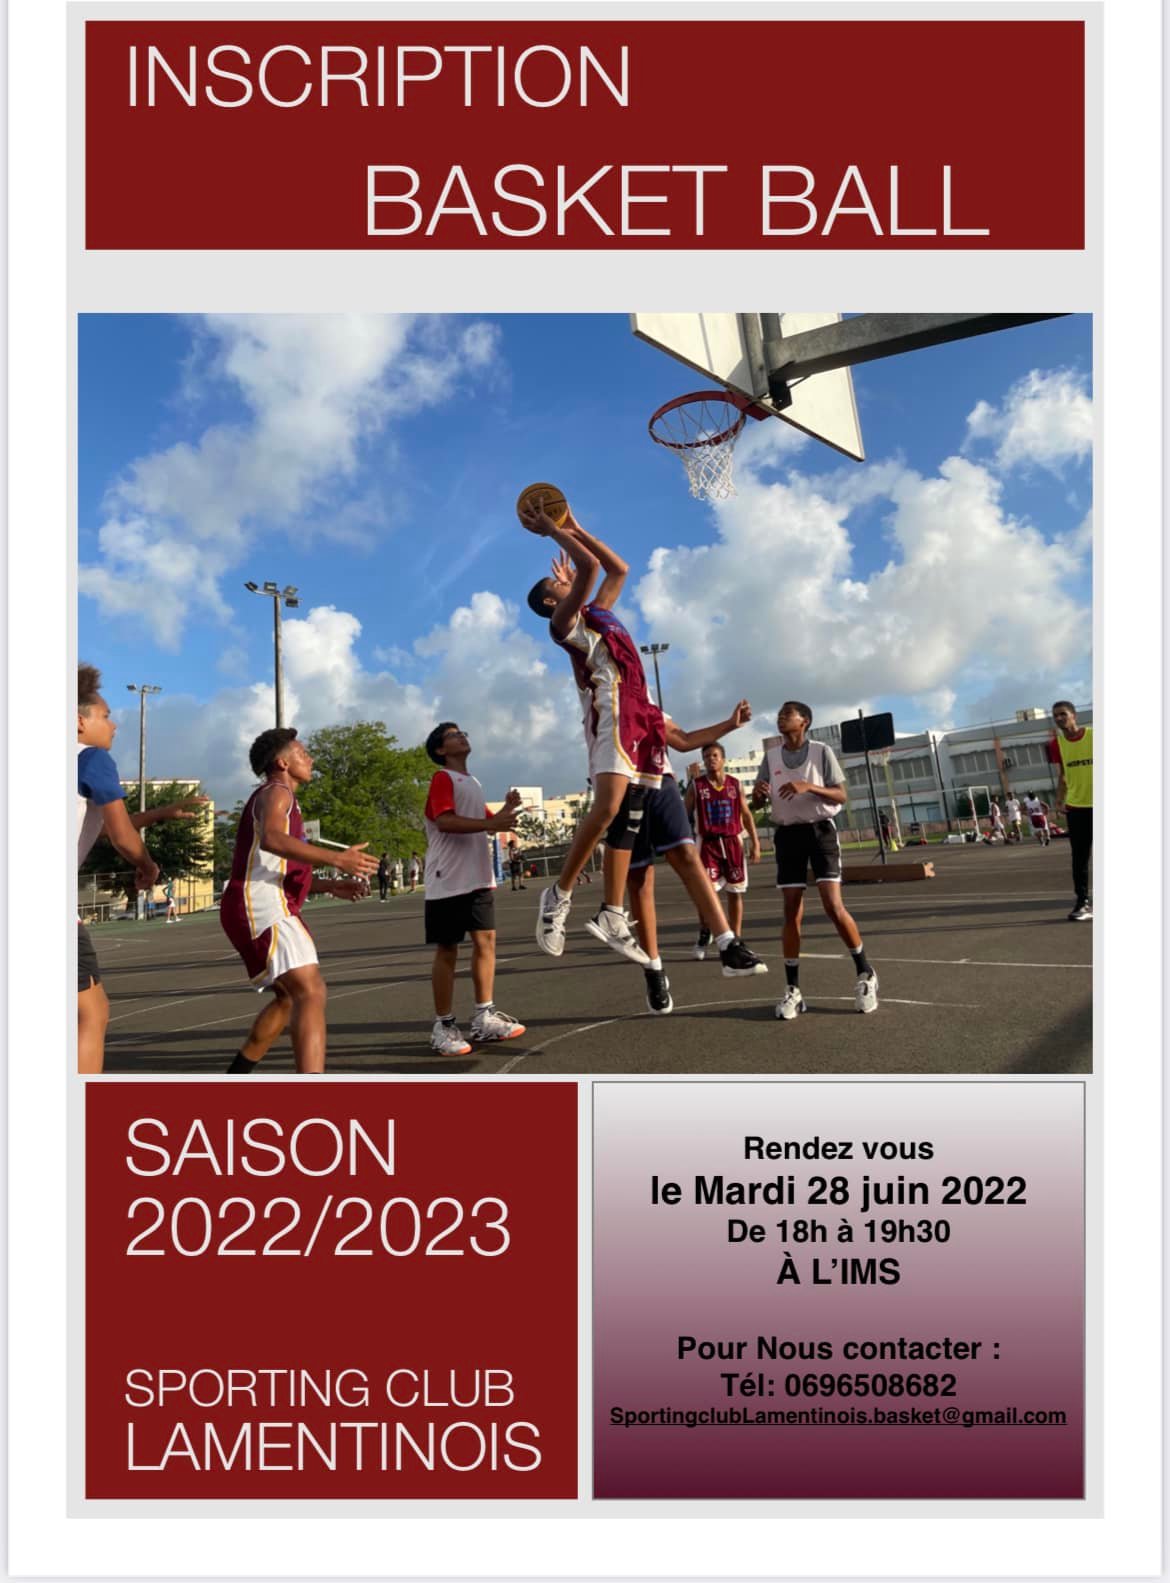 INSCRIPTION
BASKET BALL
SAISON
2022/2023
SPORTING CLUB
LAMENTINOIS
Rendez vous
le Mardi 28 juin 2022
De 18h à 19h30
À L’IMS
Pour Nous contacter :
Tél: 0696508682
SportingclubLamentinois.basket@gmail.com